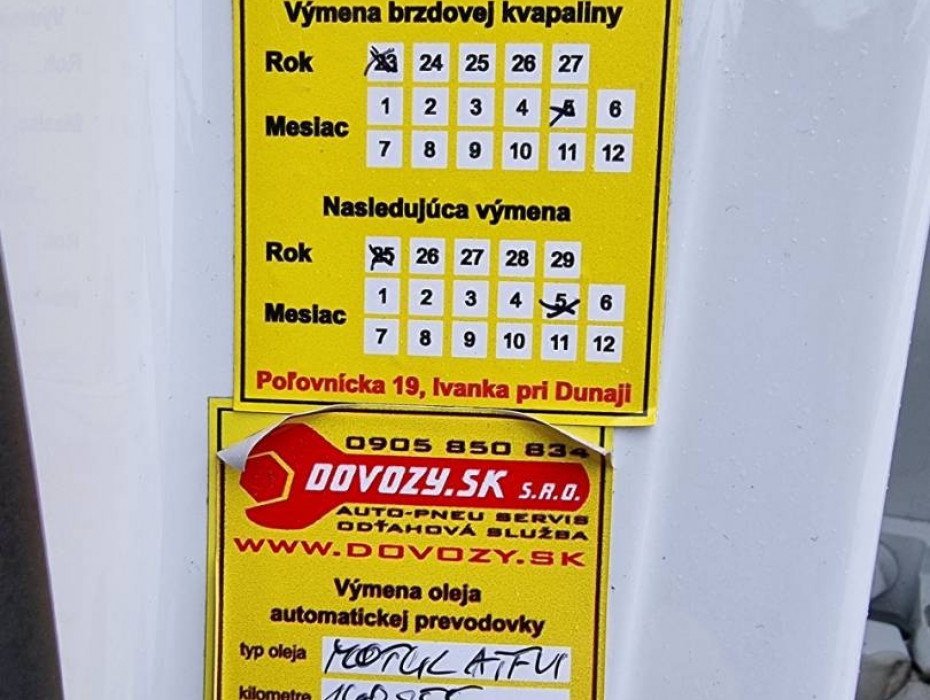 Výmena brzdovej kvapaliny
Rok 23 24 25 26 27
1 2 3 4 5 6
Mesiac
7 8 9 10 11 12
Nasledujúca výmena
Rok 25 26 27 28 29
1 2 3 4 5 6
Mesiac
7 8 9 10 11 12
Poľovnícka 19, Ivanka pri Dunaji
0905 850 834
DOVOZY.SK S.R.O.
AUTO-PNEU SERVIS
ODŤAHOVÁ SLUŽBA
WWW.DOVOZY.SK
Výmena oleja
automatickej prevodovky
typ oleja MOTUL ATF VI
kilometre